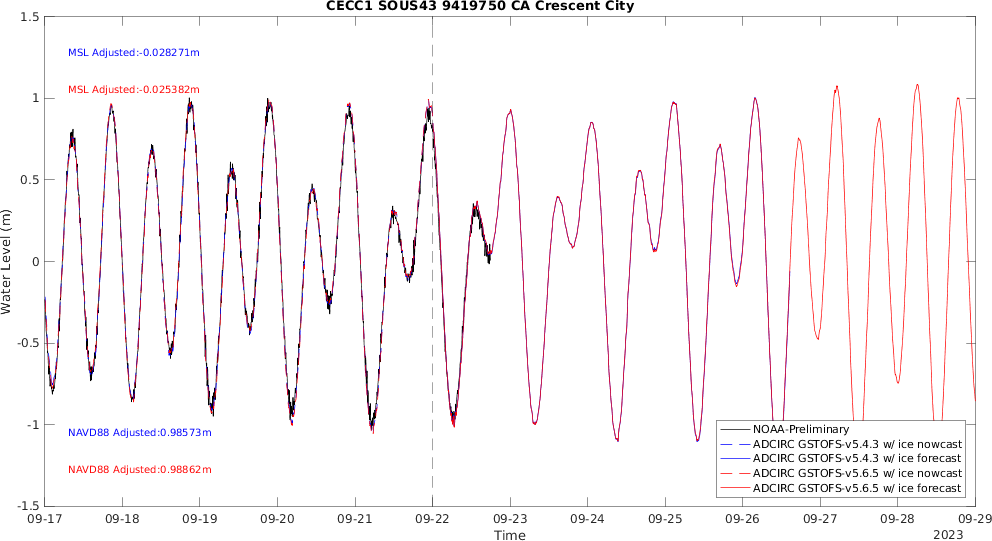 CECC1 SOUS43 9419750 CA Crescent City
1.5
1
0.5
0
-0.5
-1
-1.5
Water Level (m)
MSL Adjusted:-0.028271m
MSL Adjusted:-0.025382m
NAVD88 Adjusted:0.98573m
NAVD88 Adjusted:0.98862m
NOAA-Preliminary
ADCIRC GSTOFS-v5.4.3 w/ ice nowcast
ADCIRC GSTOFS-v5.4.3 w/ ice forecast
ADCIRC GSTOFS-v5.6.5 w/ ice nowcast
ADCIRC GSTOFS-v5.6.5 w/ ice forecast
09-17 09-18 09-19 09-20 09-21 09-22 09-23 09-24 09-25 09-26 09-27 09-28 09-29
Time
2023